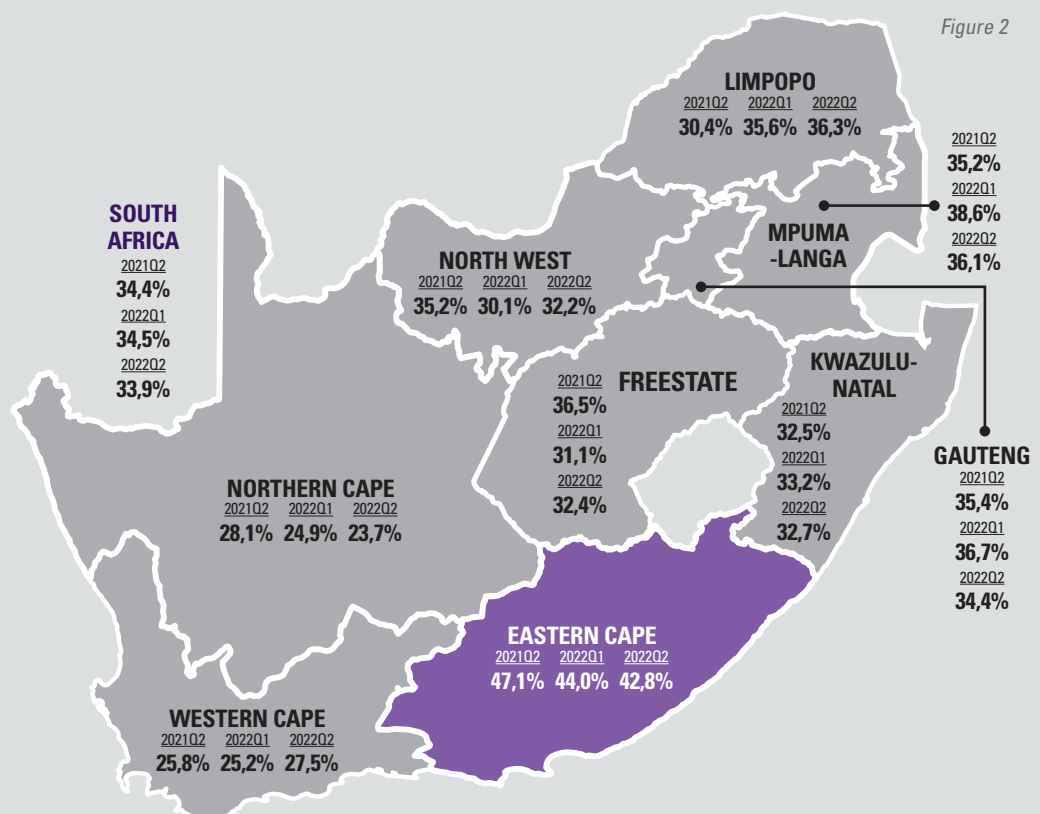 Figure 2
LIMPOPO
2021Q2 2022Q1 2022Q2
30,4% 35,6% 36,3%
2021Q2
35,2%
2022Q1
38,6%
2022Q2
36,1%
MPUMA
-LANGA
SOUTH
AFRICA
2021Q2
34,4%
2022Q1
34,5%
2022Q2
33,9%
NORTH WEST
2021Q2 2022Q1 2022Q2
35,2% 30,1% 32,2%
FREESTATE
2021Q2
36,5%
2022Q1
31,1%
2022Q2
32,4%
KWAZULU-
NATAL
2021Q2
32,5%
2022Q1
33,2%
2022Q2
32,7%
GAUTENG
2021Q2
35,4%
2022Q1
36,7%
2022Q2
34,4%
NORTHERN CAPE
2021Q2 2022Q1 2022Q2
28,1% 24,9% 23,7%
EASTERN CAPE
2021Q2 2022Q1 2022Q2
47,1% 44,0% 42,8%
WESTERN CAPE
2021Q2 2022Q1 2022Q2
25,8% 25,2% 27,5%